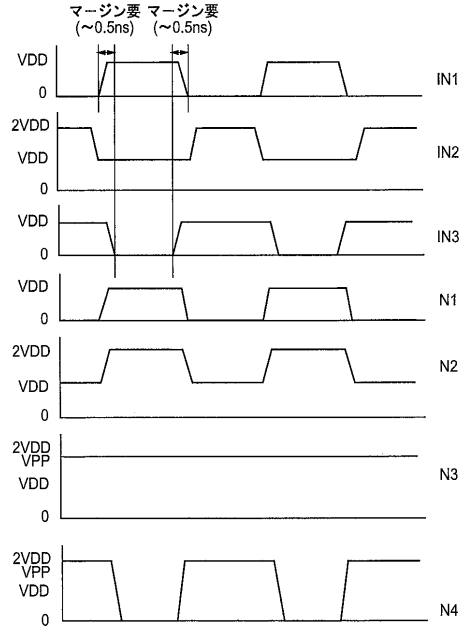 マージン要 マージン要
(~0.5ns) (~0.5ns)
VDD
0
IN1
2VDD
VDD
0
IN2
VDD
0
IN3
VDD
0
N1
2VDD
VDD
0
N2
2VDD
VPP
VDD
0
N3
2VDD
VPP
VDD
0
N4